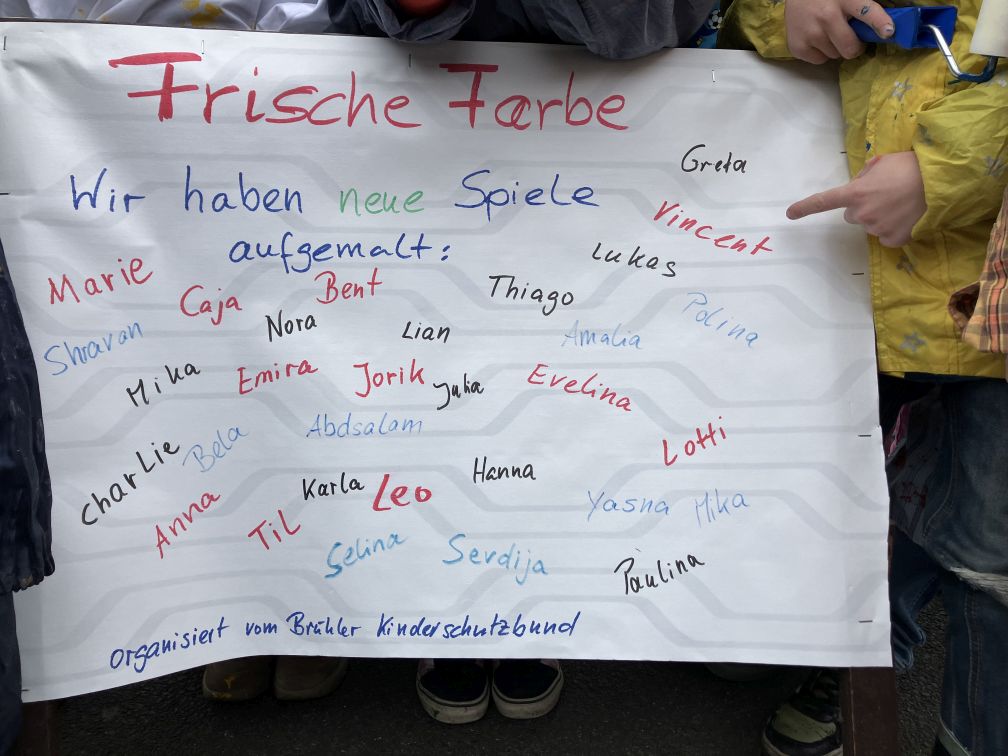 Frische Farbe
Wir haben neue Spiele
aufgemalt:
Greta
Vincent
Lukas
Marie
Caja
Bent
Thiago
Polina
Shravan
Nora
Lian
Amalia
Mika
Emira
Jorik
Julia
Evelina
Charlie
Bela
Abdsalam
Lotti
Anna
Til
Karla
Leo
Hanna
Yasna
Mika
Selina
Serdija
Paulina
organisiert vom Brühler Kinderschutzbund